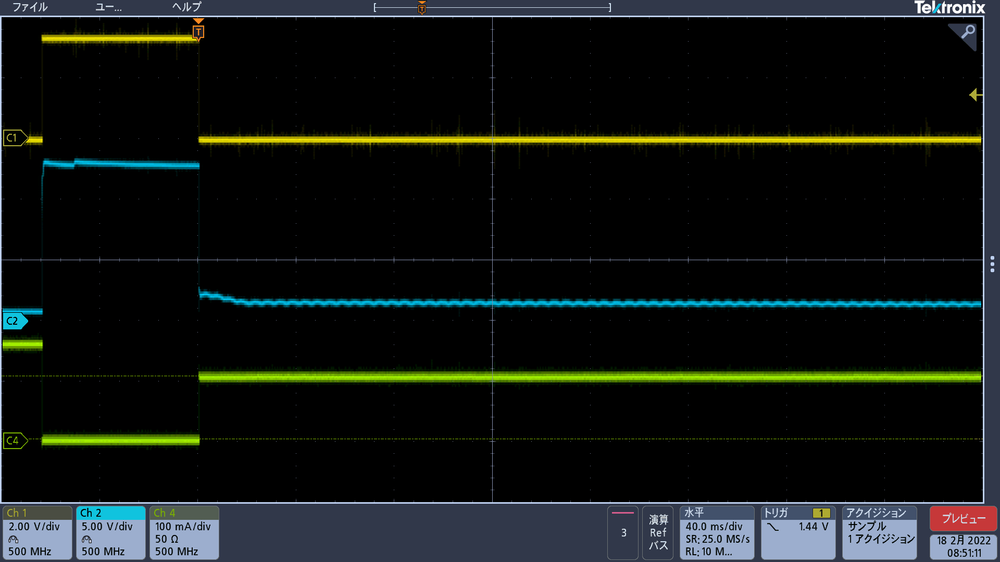 ファイル
ユー...
ヘルプ
Tektronix
T
T
C1
C2
C4
Ch 1
2.00 V/div
500 MHz
Ch 2
5.00 V/div
500 MHz
Ch 4
100 mA/div
50 Ω
500 MHz
3
演算
Ref
バス
水平
40.0 ms/div
SR: 25.0 MS/s
RL: 10 M...
トリガ 1
1.44 V
アクイジション
サンプル
1 アクイジション
プレビュー
18 2月 2022
08:51:11